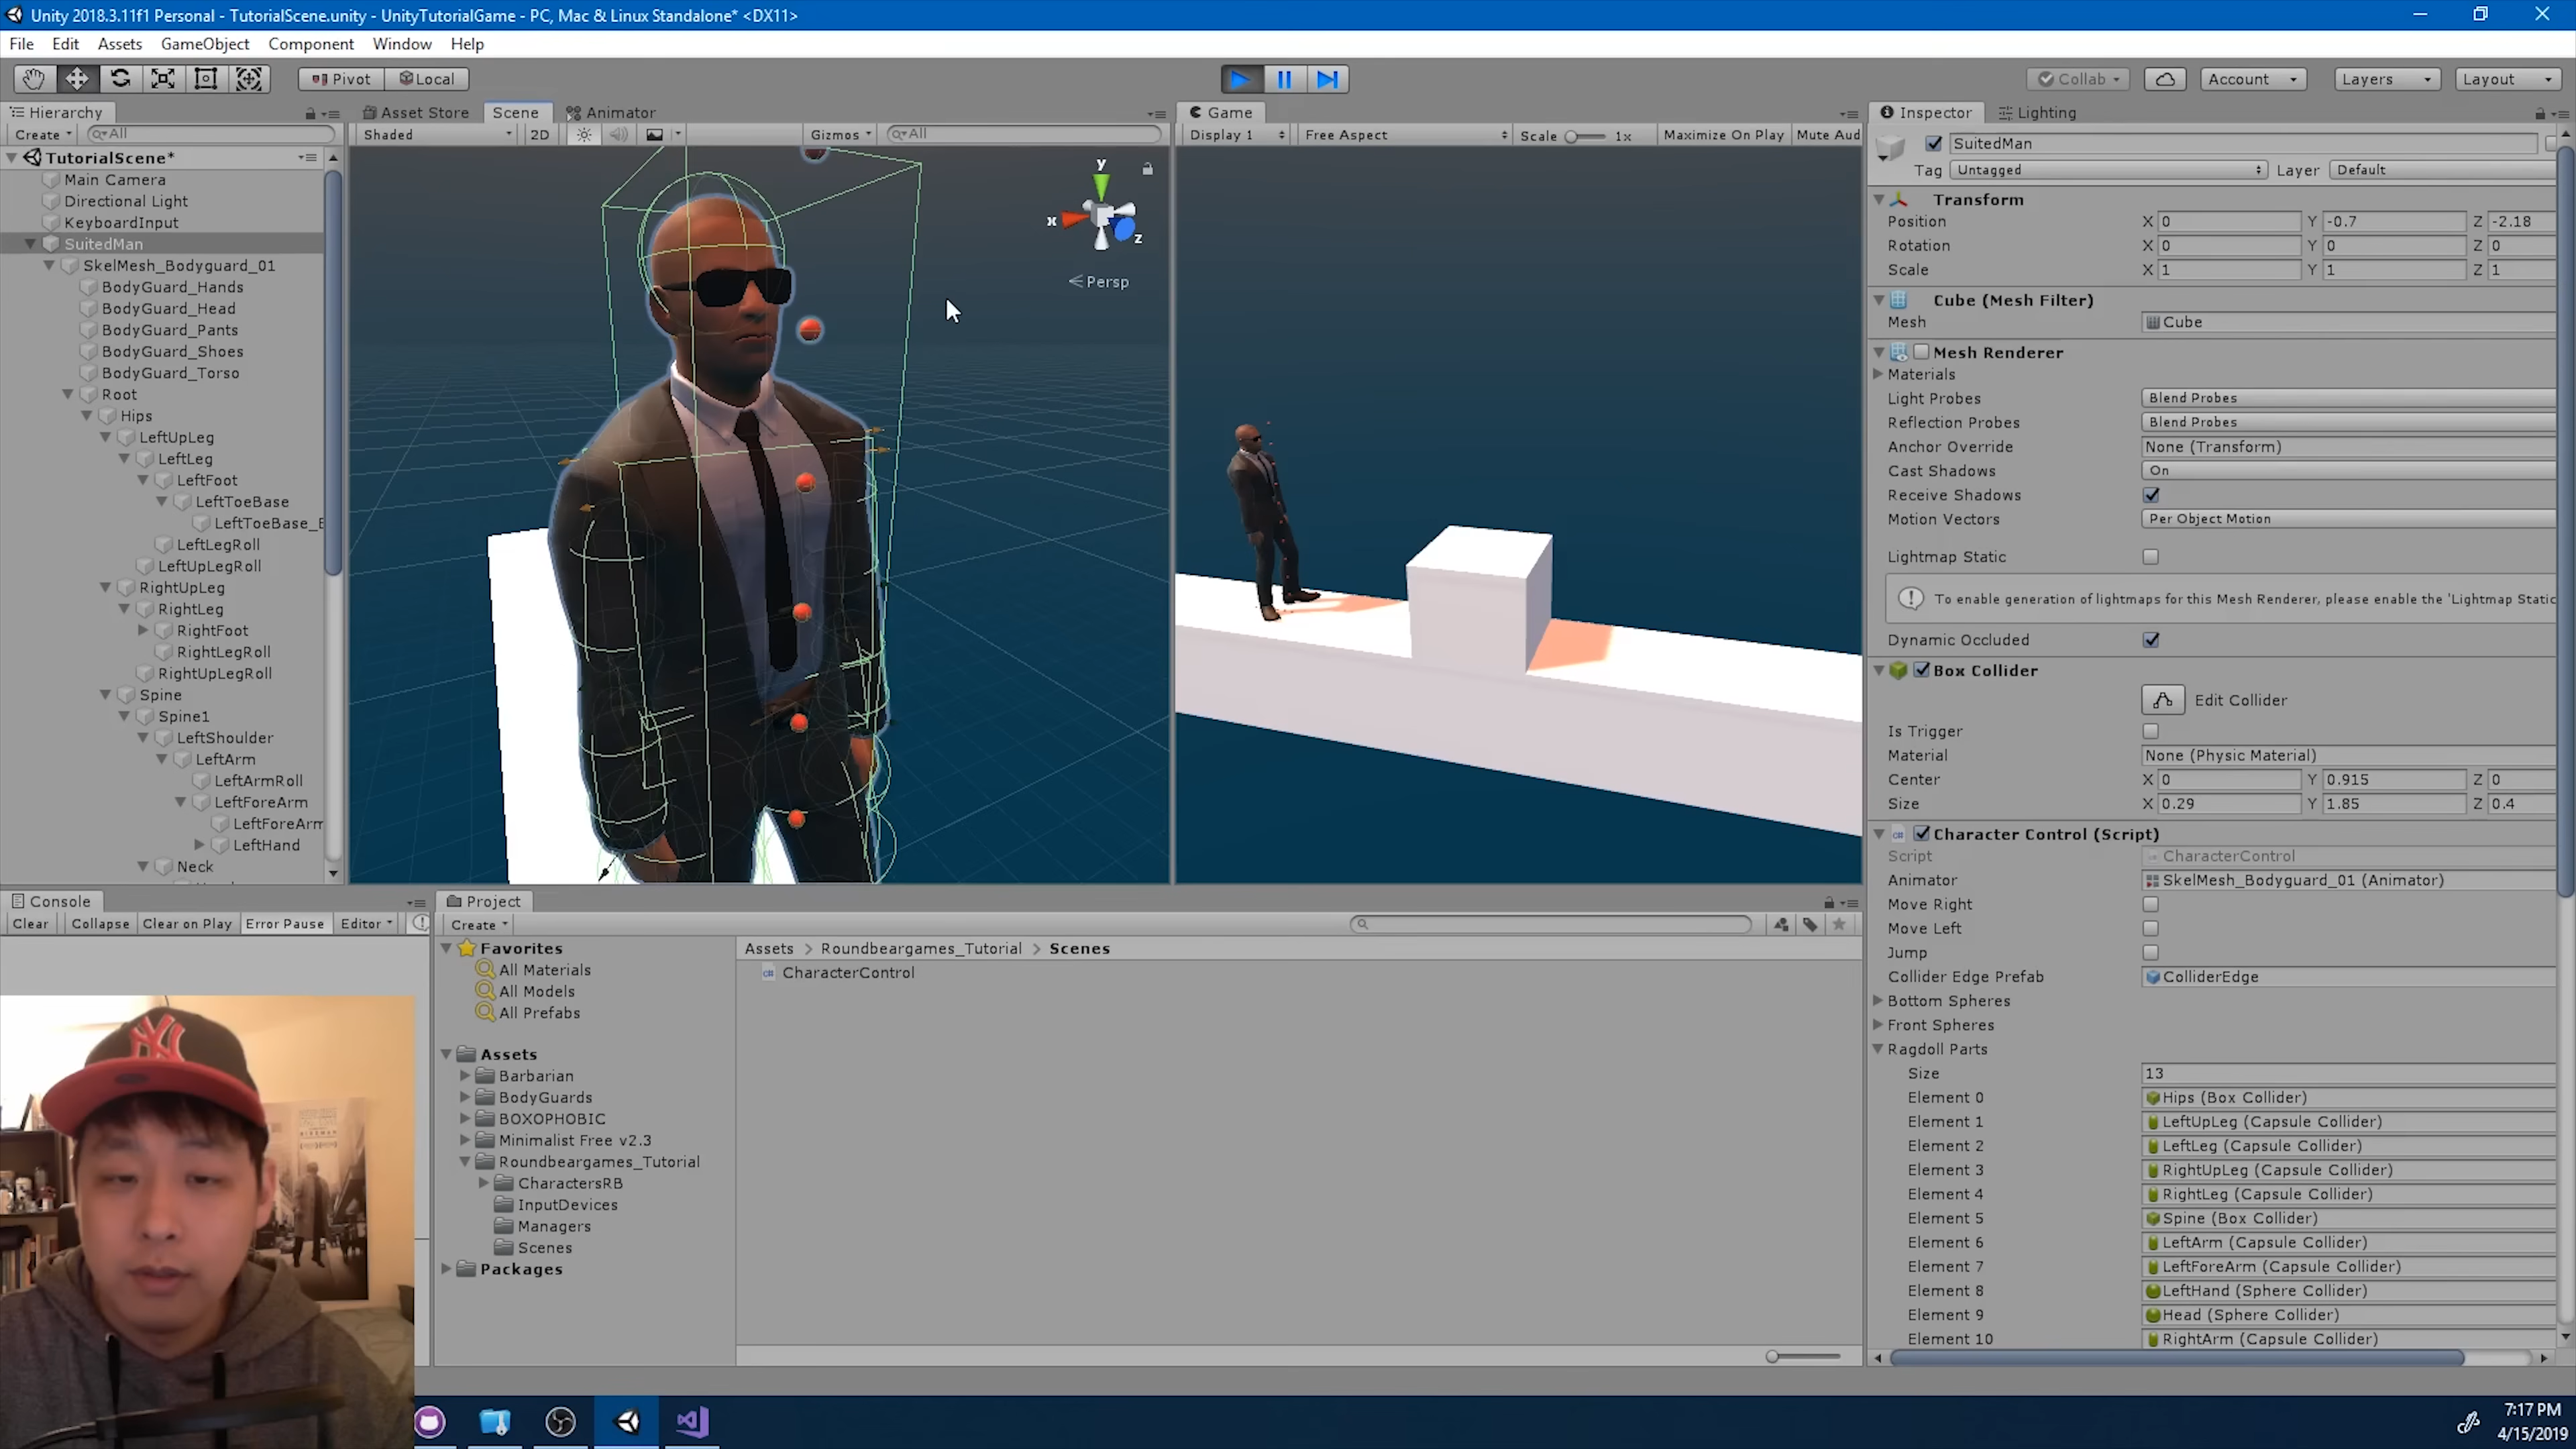 Unity 2018.3.11f1 Personal - TutorialScene.unity - UnityTutorialGame - PC, Mac & Linux Standalone* <DX11>
File Edit Assets GameObject Component Window Help
Pivot Local Collab Account Layers Layout
Hierarchy
Create All
TutorialScene*
Main Camera
Directional Light
KeyboardInput
SuitedMan
SkelMesh_Bodyguard_01
BodyGuard_Hands
BodyGuard_Head
BodyGuard_Pants
BodyGuard_Shoes
BodyGuard_Torso
Root
Hips
LeftUpLeg
LeftLeg
LeftFoot
LeftToeBase
LeftToeBase_E
LeftLegRoll
LeftUpLegRoll
RightUpLeg
RightLeg
RightFoot
RightLegRoll
RightUpLegRoll
Spine
Spine1
LeftShoulder
LeftArm
LeftArmRoll
LeftForeArm
LeftForeArm
LeftHand
Neck
Asset Store Scene Animator
Shaded 2D Gizmos All
y
x
z
Persp
Game
Display 1 Free Aspect Scale 1x Maximize On Play Mute Aud
Inspector Lighting
SuitedMan
Tag Untagged Layer Default
Transform
Position X 0 Y -0.7 Z -2.18
Rotation X 0 Y 0 Z 0
Scale X 1 Y 1 Z 1
Cube (Mesh Filter)
Mesh Cube
Mesh Renderer
Materials
Light Probes Blend Probes
Reflection Probes Blend Probes
Anchor Override None (Transform)
Cast Shadows On
Receive Shadows
Motion Vectors Per Object Motion
Lightmap Static
To enable generation of lightmaps for this Mesh Renderer, please enable the 'Lightmap Static
Dynamic Occluded
Box Collider
Edit Collider
Is Trigger
Material None (Physic Material)
Center X 0 Y 0.915 Z 0
Size X 0.29 Y 1.85 Z 0.4
Character Control (Script)
Script CharacterControl
Animator SkelMesh_Bodyguard_01 (Animator)
Move Right
Move Left
Jump
Collider Edge Prefab ColliderEdge
Bottom Spheres
Front Spheres
Ragdoll Parts
Size 13
Element 0 Hips (Box Collider)
Element 1 LeftUpLeg (Capsule Collider)
Element 2 LeftLeg (Capsule Collider)
Element 3 RightUpLeg (Capsule Collider)
Element 4 RightLeg (Capsule Collider)
Element 5 Spine (Box Collider)
Element 6 LeftArm (Capsule Collider)
Element 7 LeftForeArm (Capsule Collider)
Element 8 LeftHand (Sphere Collider)
Element 9 Head (Sphere Collider)
Element 10 RightArm (Capsule Collider)
Console
Clear Collapse Clear on Play Error Pause Editor
Project
Create
Favorites
All Materials
All Models
All Prefabs
Assets
Barbarian
BodyGuards
BOXOPHOBIC
Minimalist Free v2.3
Roundbeargames_Tutorial
CharactersRB
InputDevices
Managers
Scenes
Packages
Assets > Roundbeargames_Tutorial > Scenes
CharacterControl
NY
7:17 PM
4/15/2019